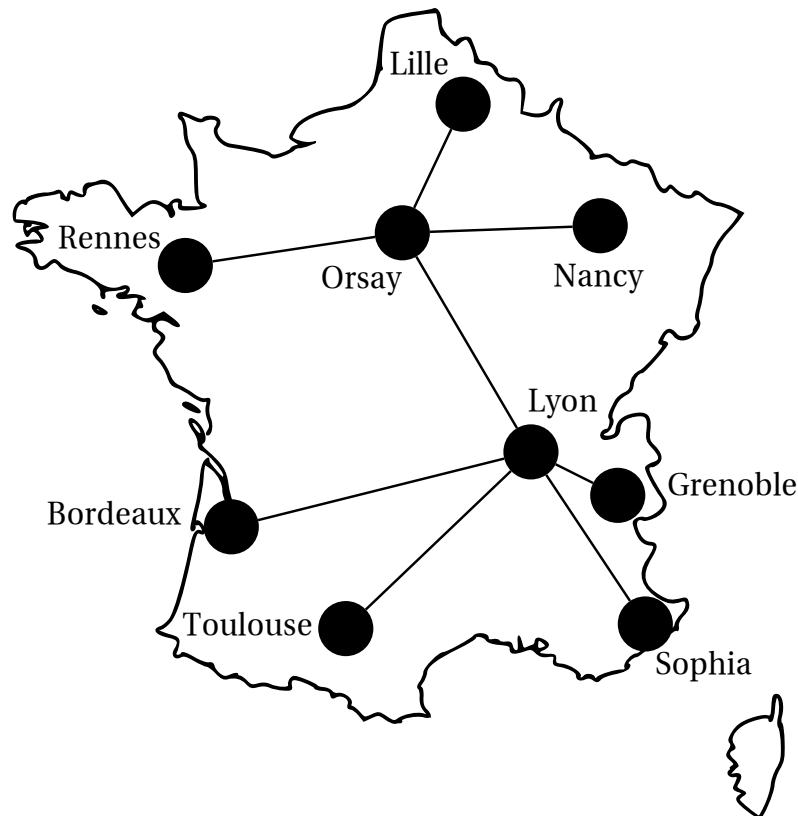 Lille
Rennes
Orsay
Nancy
Lyon
Grenoble
Bordeaux
Toulouse
Sophia